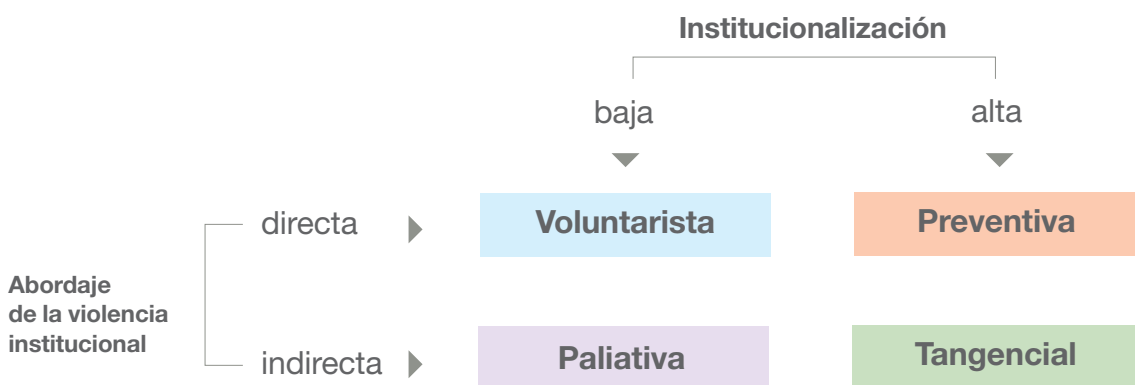 Institucionalización
baja
alta
directa
Voluntarista
Preventiva
Abordaje
de la violencia
institucional
indirecta
Paliativa
Tangencial